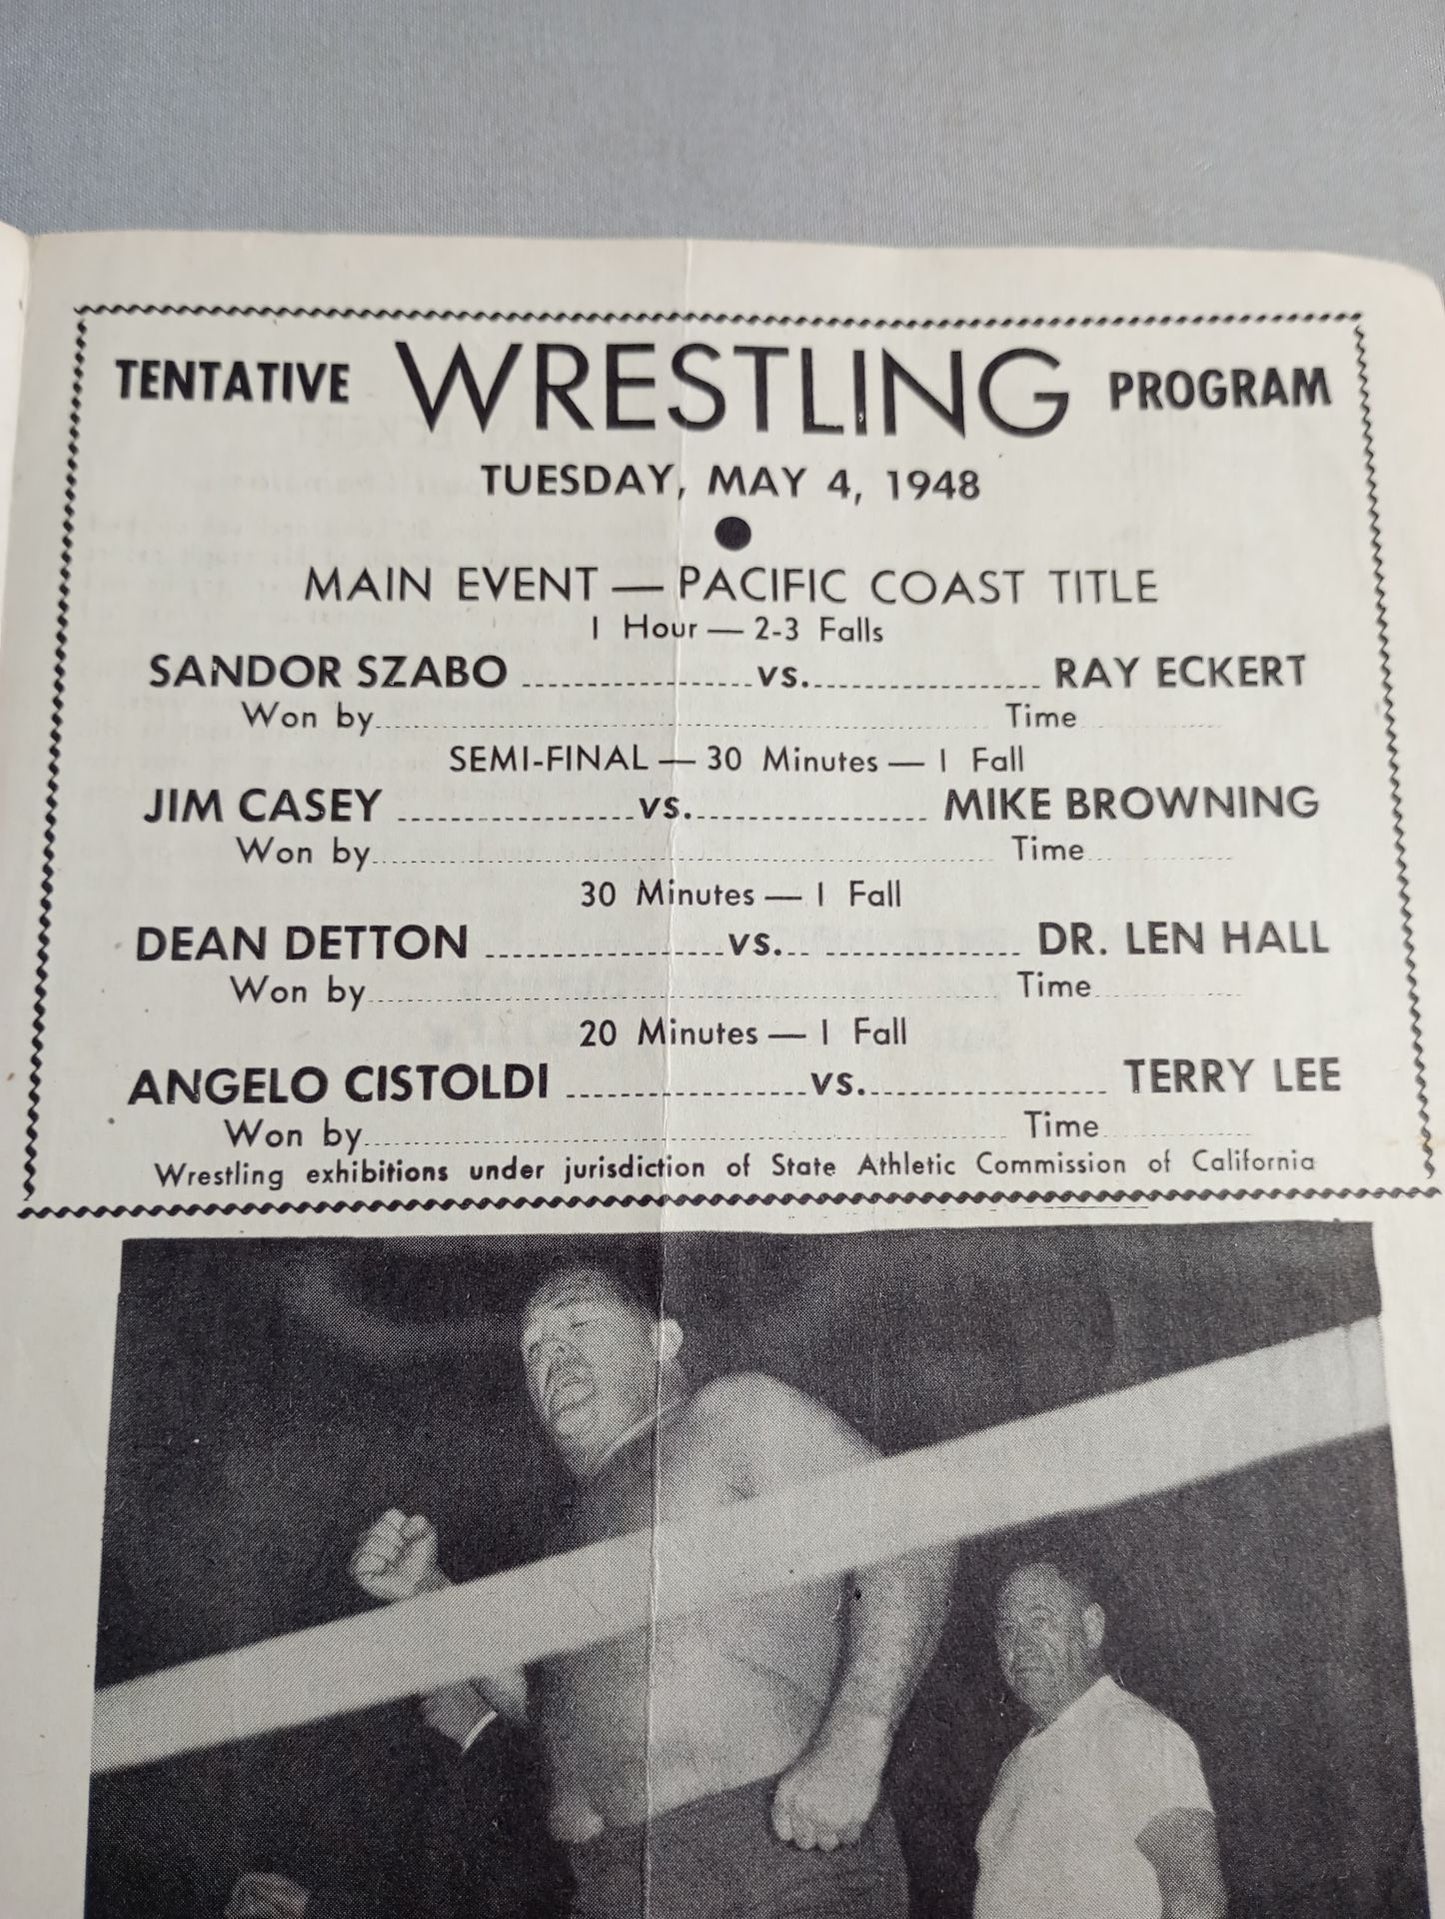 TENTATIVE WRESTLING PROGRAM
TUESDAY, MAY 4, 1948
MAIN EVENT — PACIFIC COAST TITLE
1 Hour — 2-3 Falls
SANDOR SZABO ........................ vs. ........................ RAY ECKERT
Won by ........................ Time ............
SEMI-FINAL — 30 Minutes — 1 Fall
JIM CASEY ........................ vs. ........................ MIKE BROWNING
Won by ........................ Time ............
30 Minutes — 1 Fall
DEAN DETTON ........................ vs. ........................ DR. LEN HALL
Won by ........................ Time ............
20 Minutes — 1 Fall
ANGELO CISTOLDI ........................ vs. ........................ TERRY LEE
Won by ........................ Time ............
Wrestling exhibitions under jurisdiction of State Athletic Commission of California